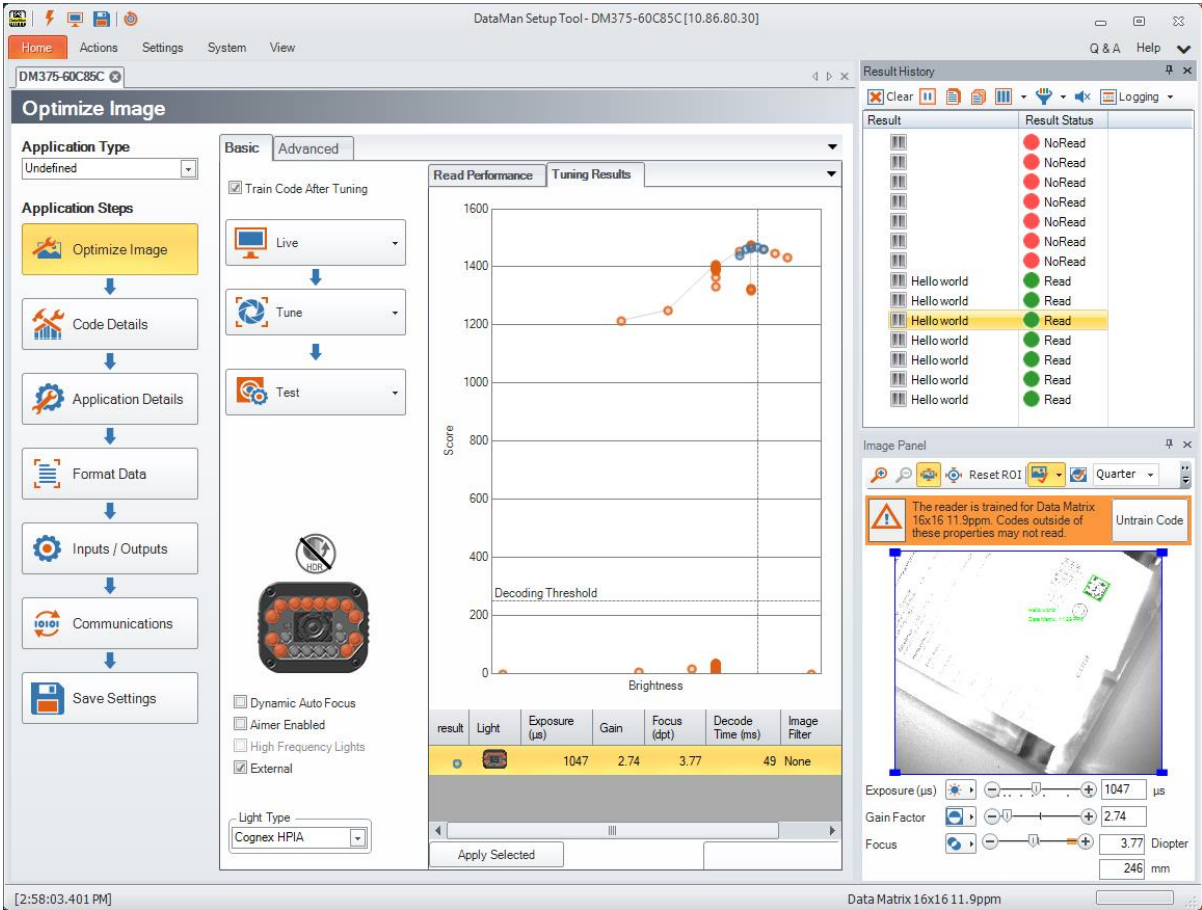 DataMan Setup Tool - DM375-60C85C [10.86.80.30]
Home Actions Settings System View Q & A Help
DM375-60C85C
Optimize Image
Application Type
Undefined
Application Steps
Optimize Image
Code Details
Application Details
Format Data
Inputs / Outputs
Communications
Save Settings
Basic Advanced
Train Code After Tuning
Live
Tune
Test
HDR
Dynamic Auto Focus
Aimer Enabled
High Frequency Lights
External
Light Type
Cognex HPIA
Read Performance Tuning Results
1600
1400
1200
1000
800
600
400
200
0
Score
Decoding Threshold
Brightness
result Light Exposure (µs) Gain Focus (dpt) Decode Time (ms) Image Filter
1047 2.74 3.77 49 None
Apply Selected
Result History
Clear Logging
Result Result Status
NoRead
NoRead
NoRead
NoRead
NoRead
NoRead
NoRead
Hello world Read
Hello world Read
Hello world Read
Hello world Read
Hello world Read
Hello world Read
Hello world Read
Image Panel
Reset ROI Quarter
The reader is trained for Data Matrix
16x16 11.9ppm. Codes outside of
these properties may not read.
Untrain Code
Hello world
Exposure (µs) 1047 µs
Gain Factor 2.74
Focus 3.77 Diopter
246 mm
[2:58:03.401 PM] Data Matrix 16x16 11.9ppm